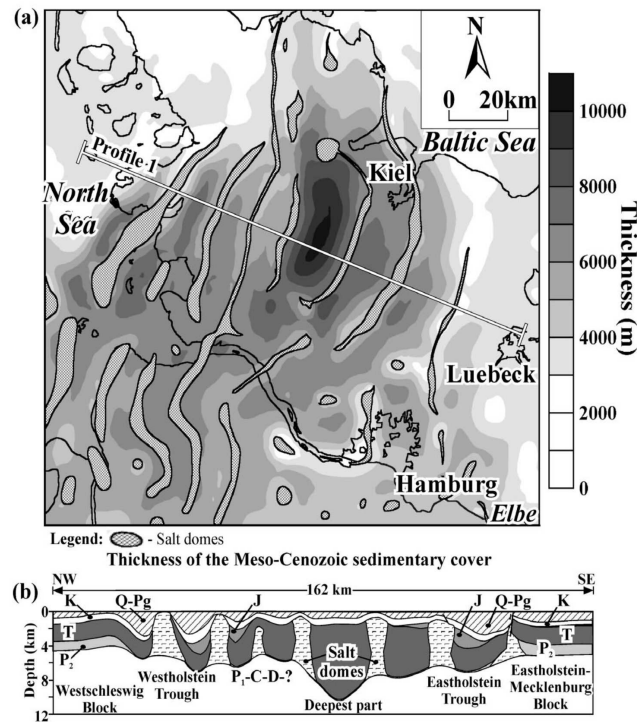 (a)
N
0 20km
Baltic Sea
Kiel
Profile 1
North
Sea
Luebeck
Hamburg
Elbe
10000
8000
6000
4000
2000
0
Thickness (m)
Legend: - Salt domes
Thickness of the Meso-Cenozoic sedimentary cover
(b)
NW SE
162 km
K Q-Pg J Q-Pg K
0
4
8
12
Depth (km)
T J T
P2 P2
Salt
domes
Westschleswig
Block
Westholstein
Trough
P1-C-D-?
Deepest part
Eastholstein
Trough
Eastholstein-
Mecklenburg
Block